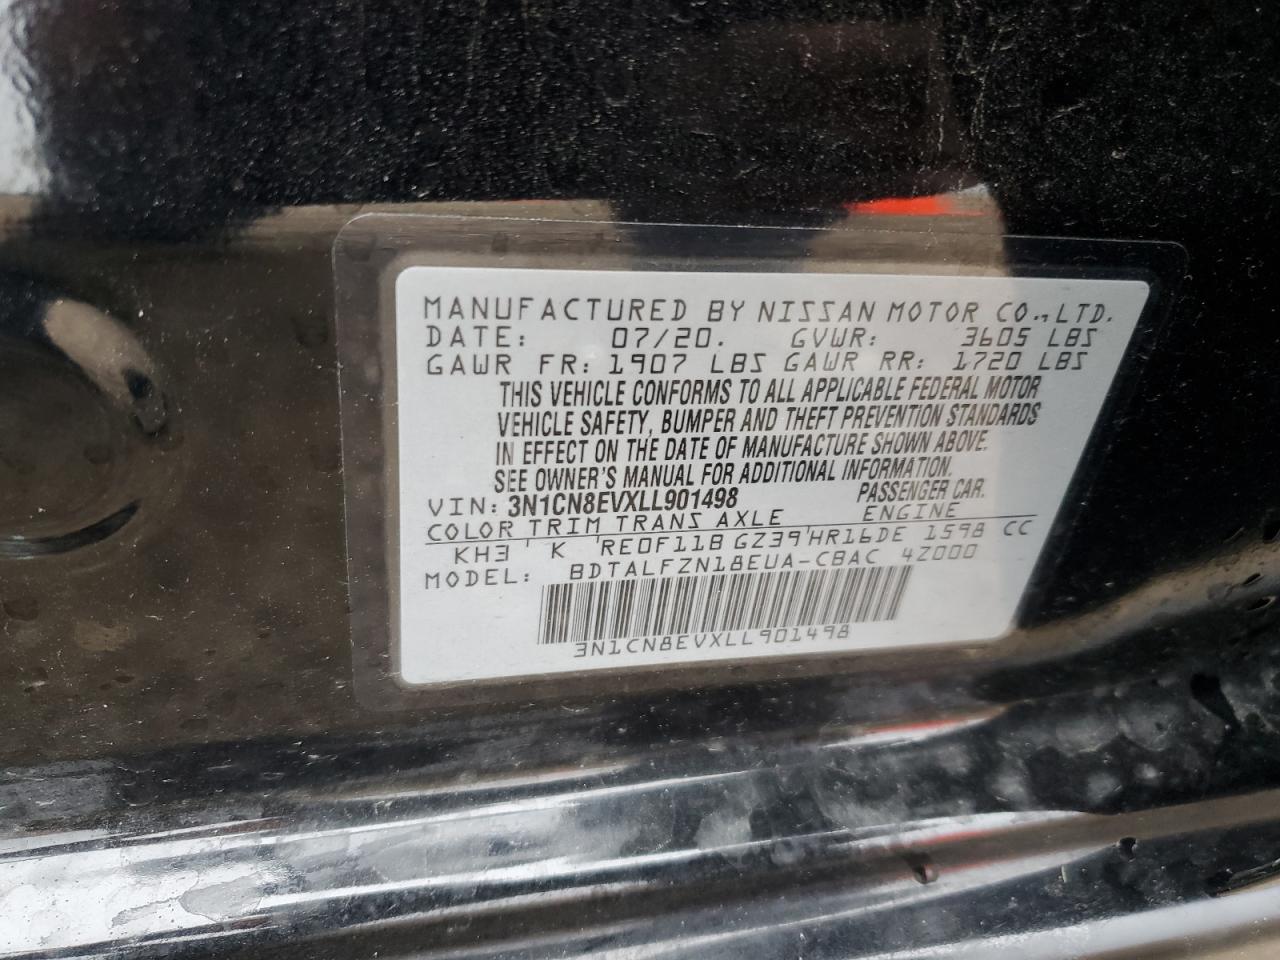 MANUFACTURED BY NISSAN MOTOR CO., LTD.
DATE: 07/20. GVWR: 3605 LBS
GAWR FR: 1907 LBS GAWR RR: 1720 LBS
THIS VEHICLE CONFORMS TO ALL APPLICABLE FEDERAL MOTOR
VEHICLE SAFETY, BUMPER AND THEFT PREVENTION STANDARDS
IN EFFECT ON THE DATE OF MANUFACTURE SHOWN ABOVE.
SEE OWNER'S MANUAL FOR ADDITIONAL INFORMATION.
VIN: 3N1CN8EVXLL901498 PASSENGER CAR.
COLOR TRIM TRANS AXLE ENGINE
KH3 ' K 'RE0F11B GZ39'HR16DE 1598 CC
MODEL: BDTALFZN18EUA-CBAC 4Z000
3N1CN8EVXLL901498